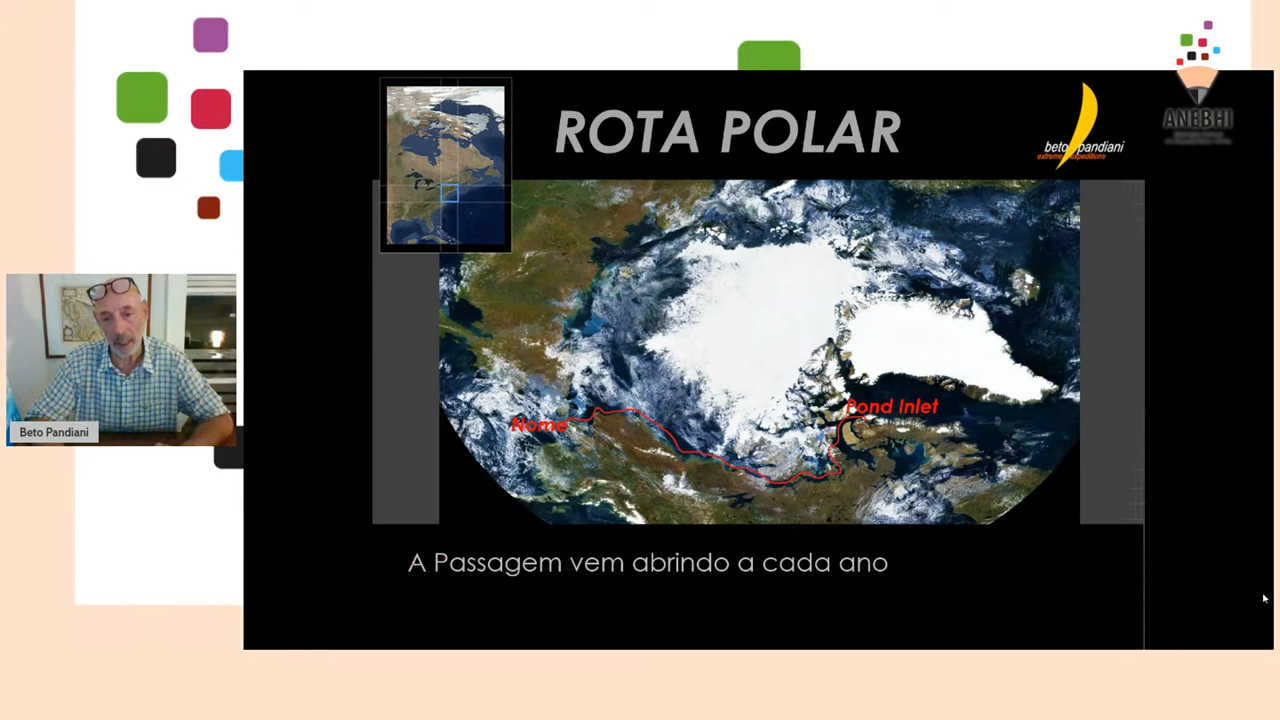 ROTA POLAR
beto pandiani
extreme expeditions
ANEBHI
Nome
Pond Inlet
Beto Pandiani
A Passagem vem abrindo a cada ano